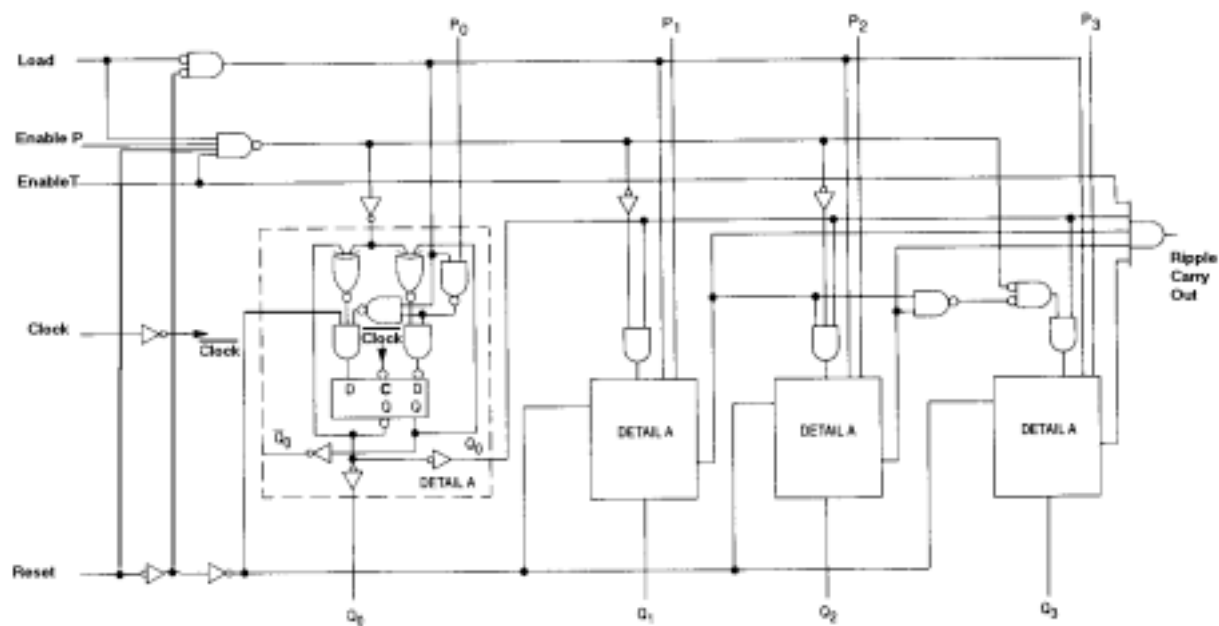 P0
P1
P2
P3
Load
Enable P
EnableT
Ripple
Carry
Out
Clock
Clock
Clock
D C D
Q Q
Q0
Q0
DETAIL A
DETAIL A
DETAIL A
DETAIL A
Reset
Q0
Q1
Q2
Q3